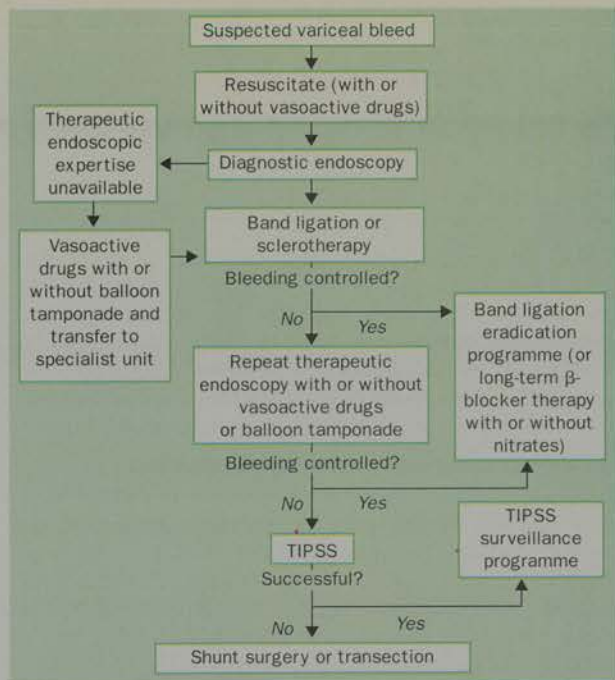 Suspected variceal bleed
Resuscitate (with or
without vasoactive drugs)
Therapeutic
endoscopic
expertise
unavailable
Diagnostic endoscopy
Vasoactive
drugs with or
without balloon
tamponade and
transfer to
specialist unit
Band ligation or
sclerotherapy
Bleeding controlled?
No
Yes
Band ligation
eradication
programme (or
long-term β-
blocker therapy
with or without
nitrates)
Repeat therapeutic
endoscopy with or without
vasoactive drugs
or balloon tamponade
Bleeding controlled?
No
Yes
TIPSS
Successful?
TIPSS
surveillance
programme
No
Yes
Shunt surgery or transection